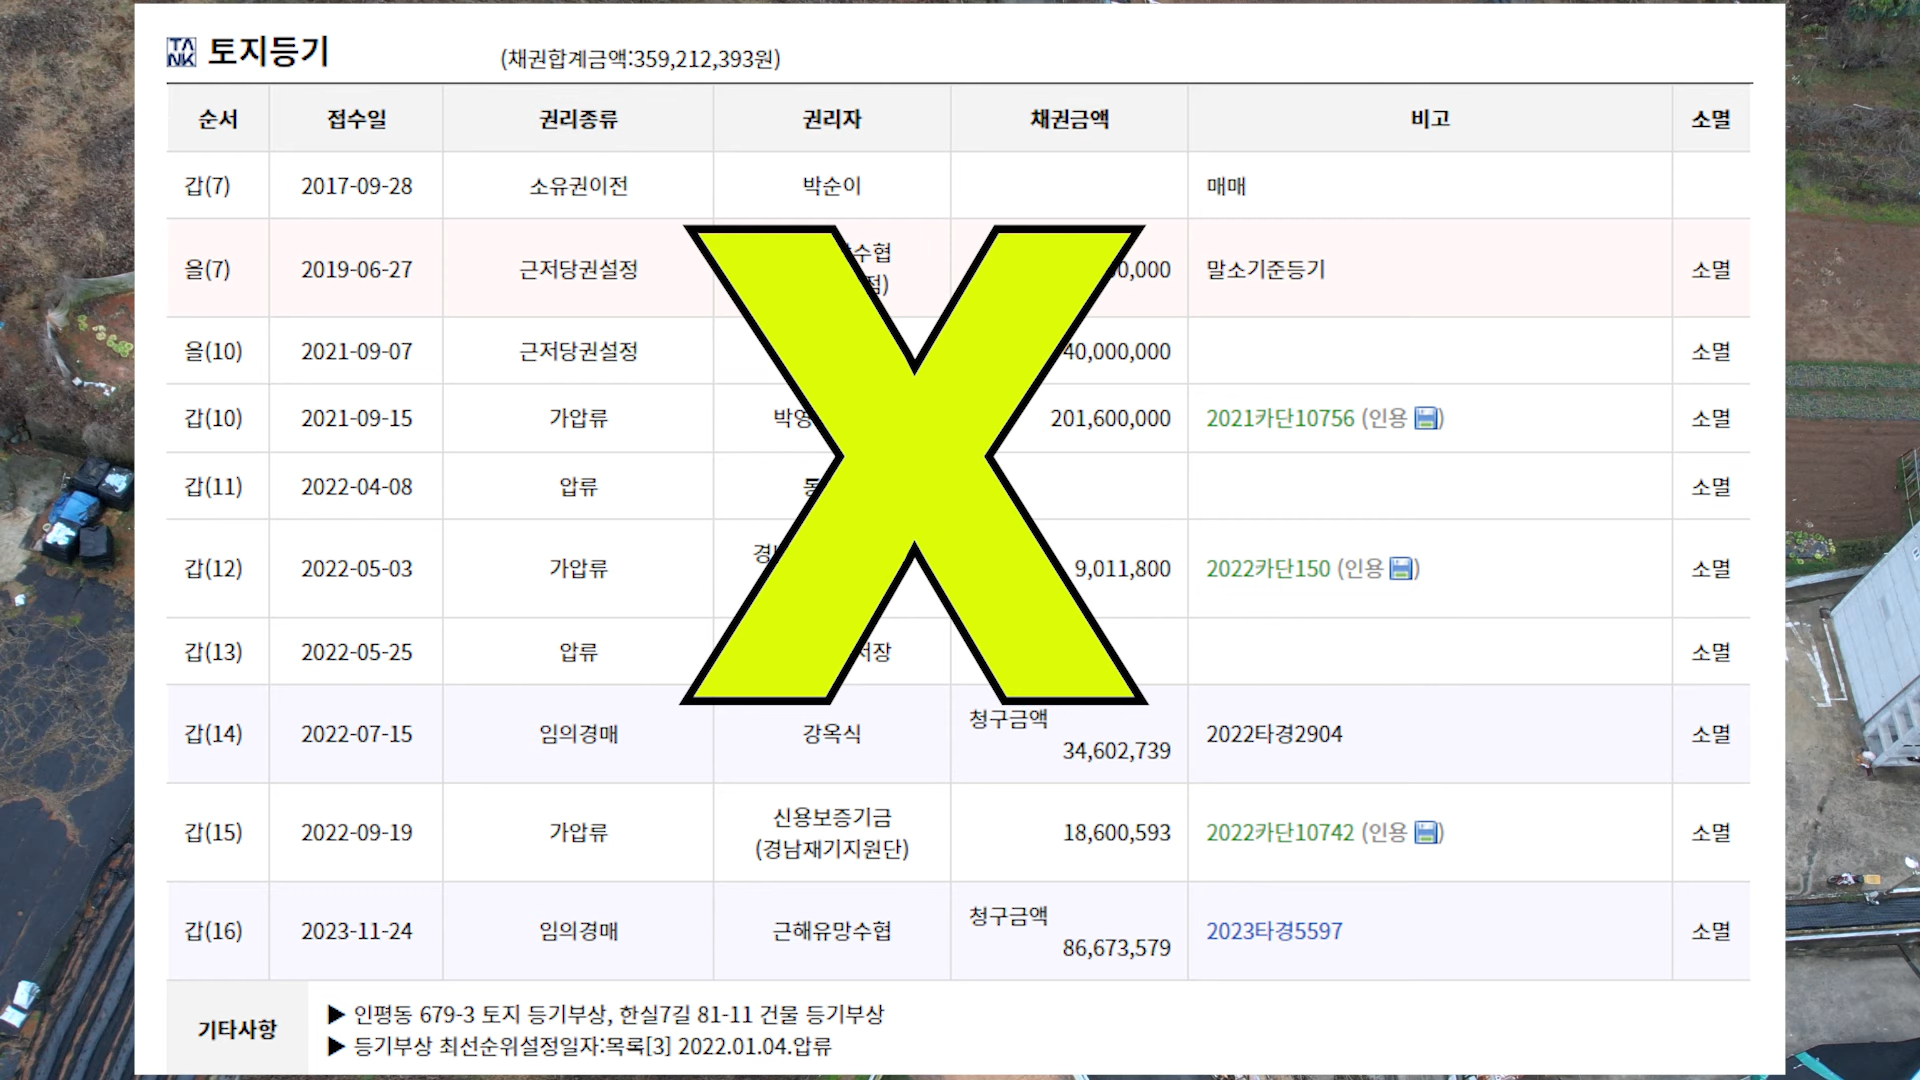 TANK 토지등기 (채권합계금액:359,212,393원)
순서 접수일 권리종류 권리자 채권금액 비고 소멸
갑(7) 2017-09-28 소유권이전 박순이 매매
수협
을(7) 2019-06-27 근저당권설정 0,000 말소기준등기 소멸
점)
을(10) 2021-09-07 근저당권설정 40,000,000 소멸
갑(10) 2021-09-15 가압류 박영 201,600,000 2021카단10756 (인용) 소멸
갑(11) 2022-04-08 압류 소멸
갑(12) 2022-05-03 가압류 9,011,800 2022카단150 (인용) 소멸
갑(13) 2022-05-25 압류 서장 소멸
청구금액
갑(14) 2022-07-15 임의경매 강옥식 34,602,739 2022타경2904 소멸
신용보증기금
갑(15) 2022-09-19 가압류 (경남재기지원단) 18,600,593 2022카단10742 (인용) 소멸
청구금액
갑(16) 2023-11-24 임의경매 근해유망수협 86,673,579 2023타경5597 소멸
기타사항
▶ 인평동 679-3 토지 등기부상, 한실7길 81-11 건물 등기부상
▶ 등기부상 최선순위설정일자:목록[3] 2022.01.04.압류
X